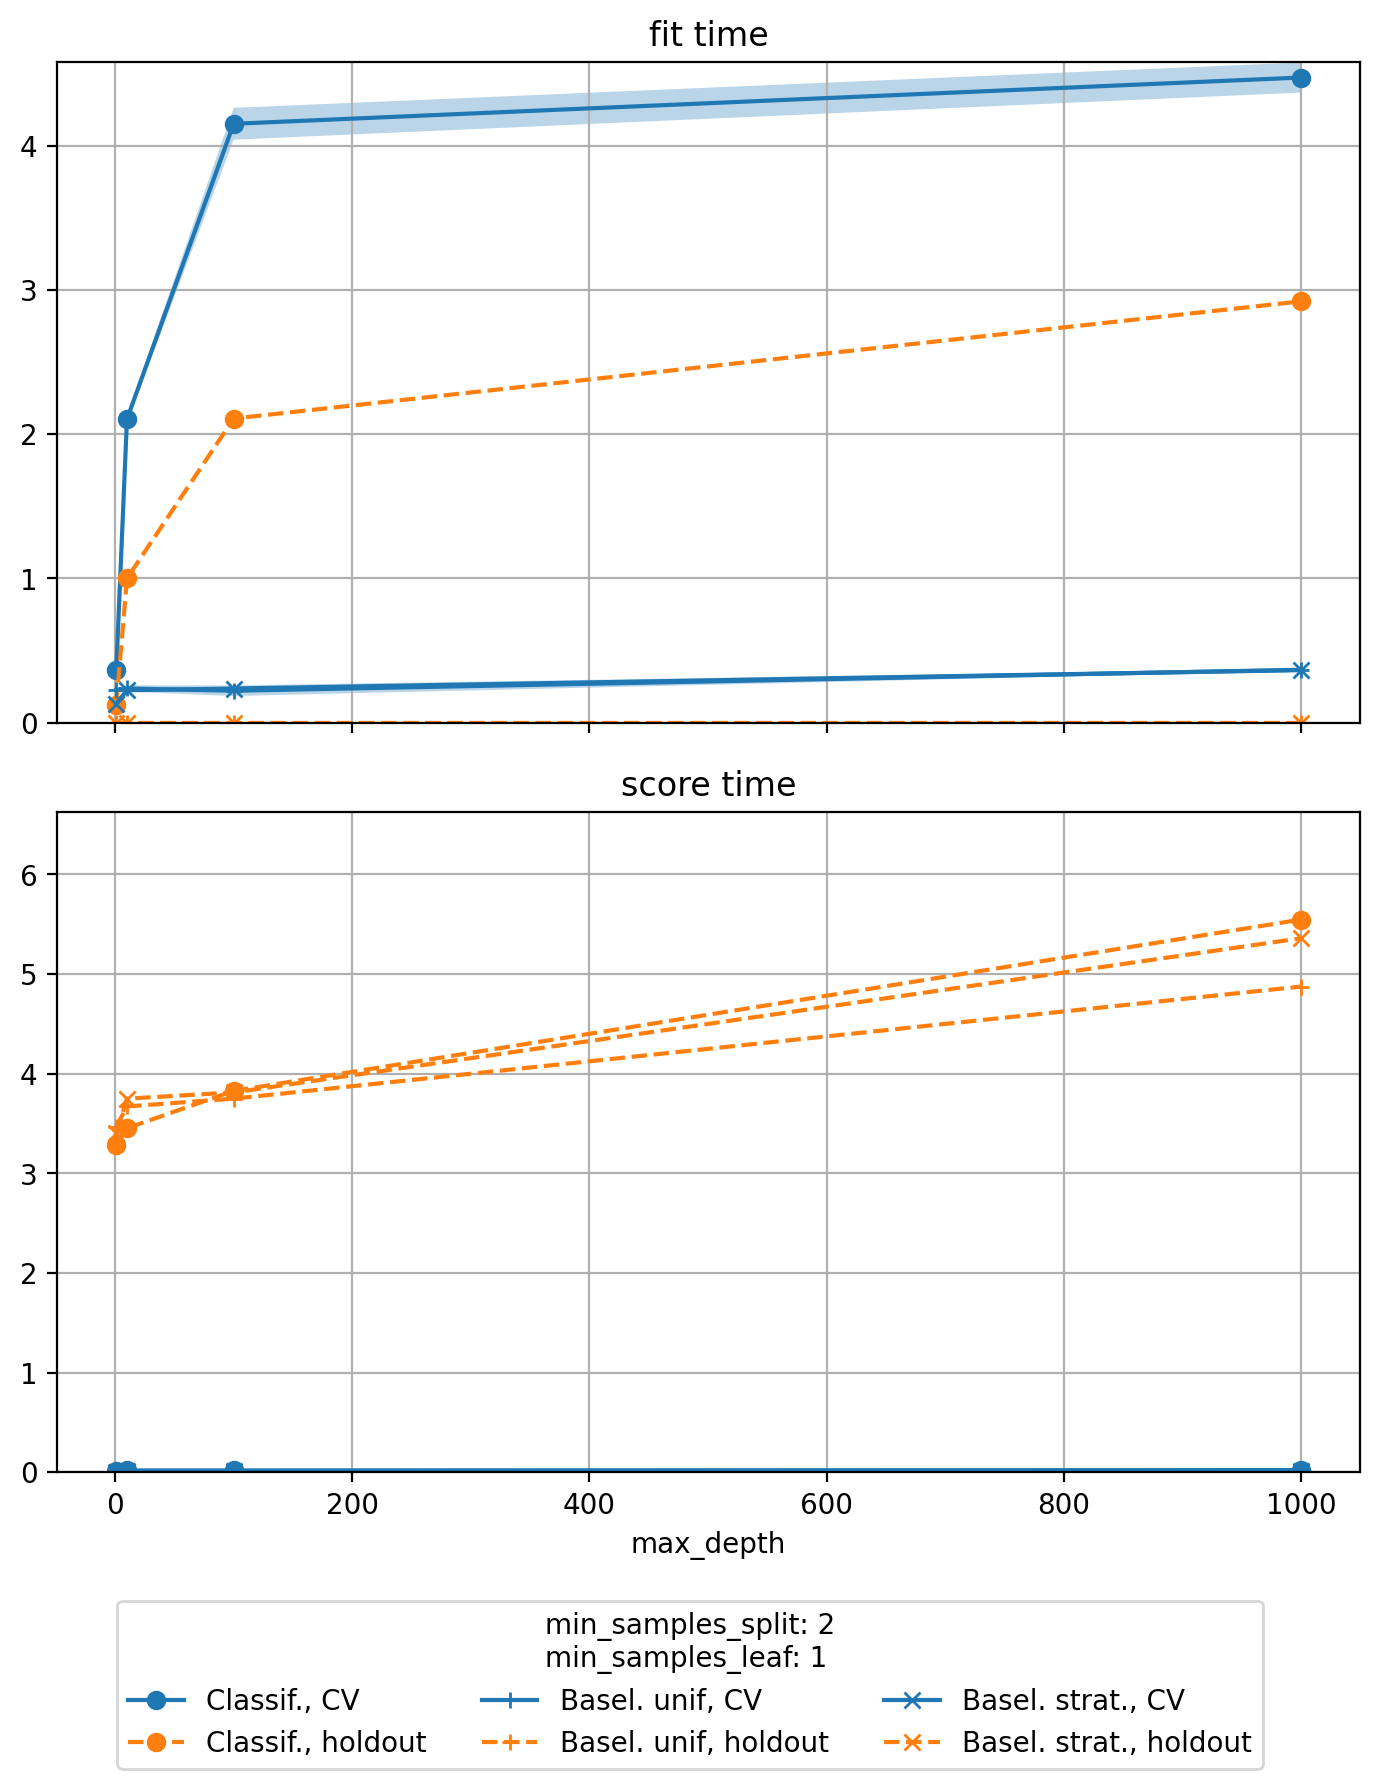 fit time
4
3
2
1
0
score time
6
5
4
3
2
1
0
0 200 400 600 800 1000
max_depth
min_samples_split: 2
min_samples_leaf: 1
Classif., CV Basel. unif, CV Basel. strat., CV
Classif., holdout Basel. unif, holdout Basel. strat., holdout